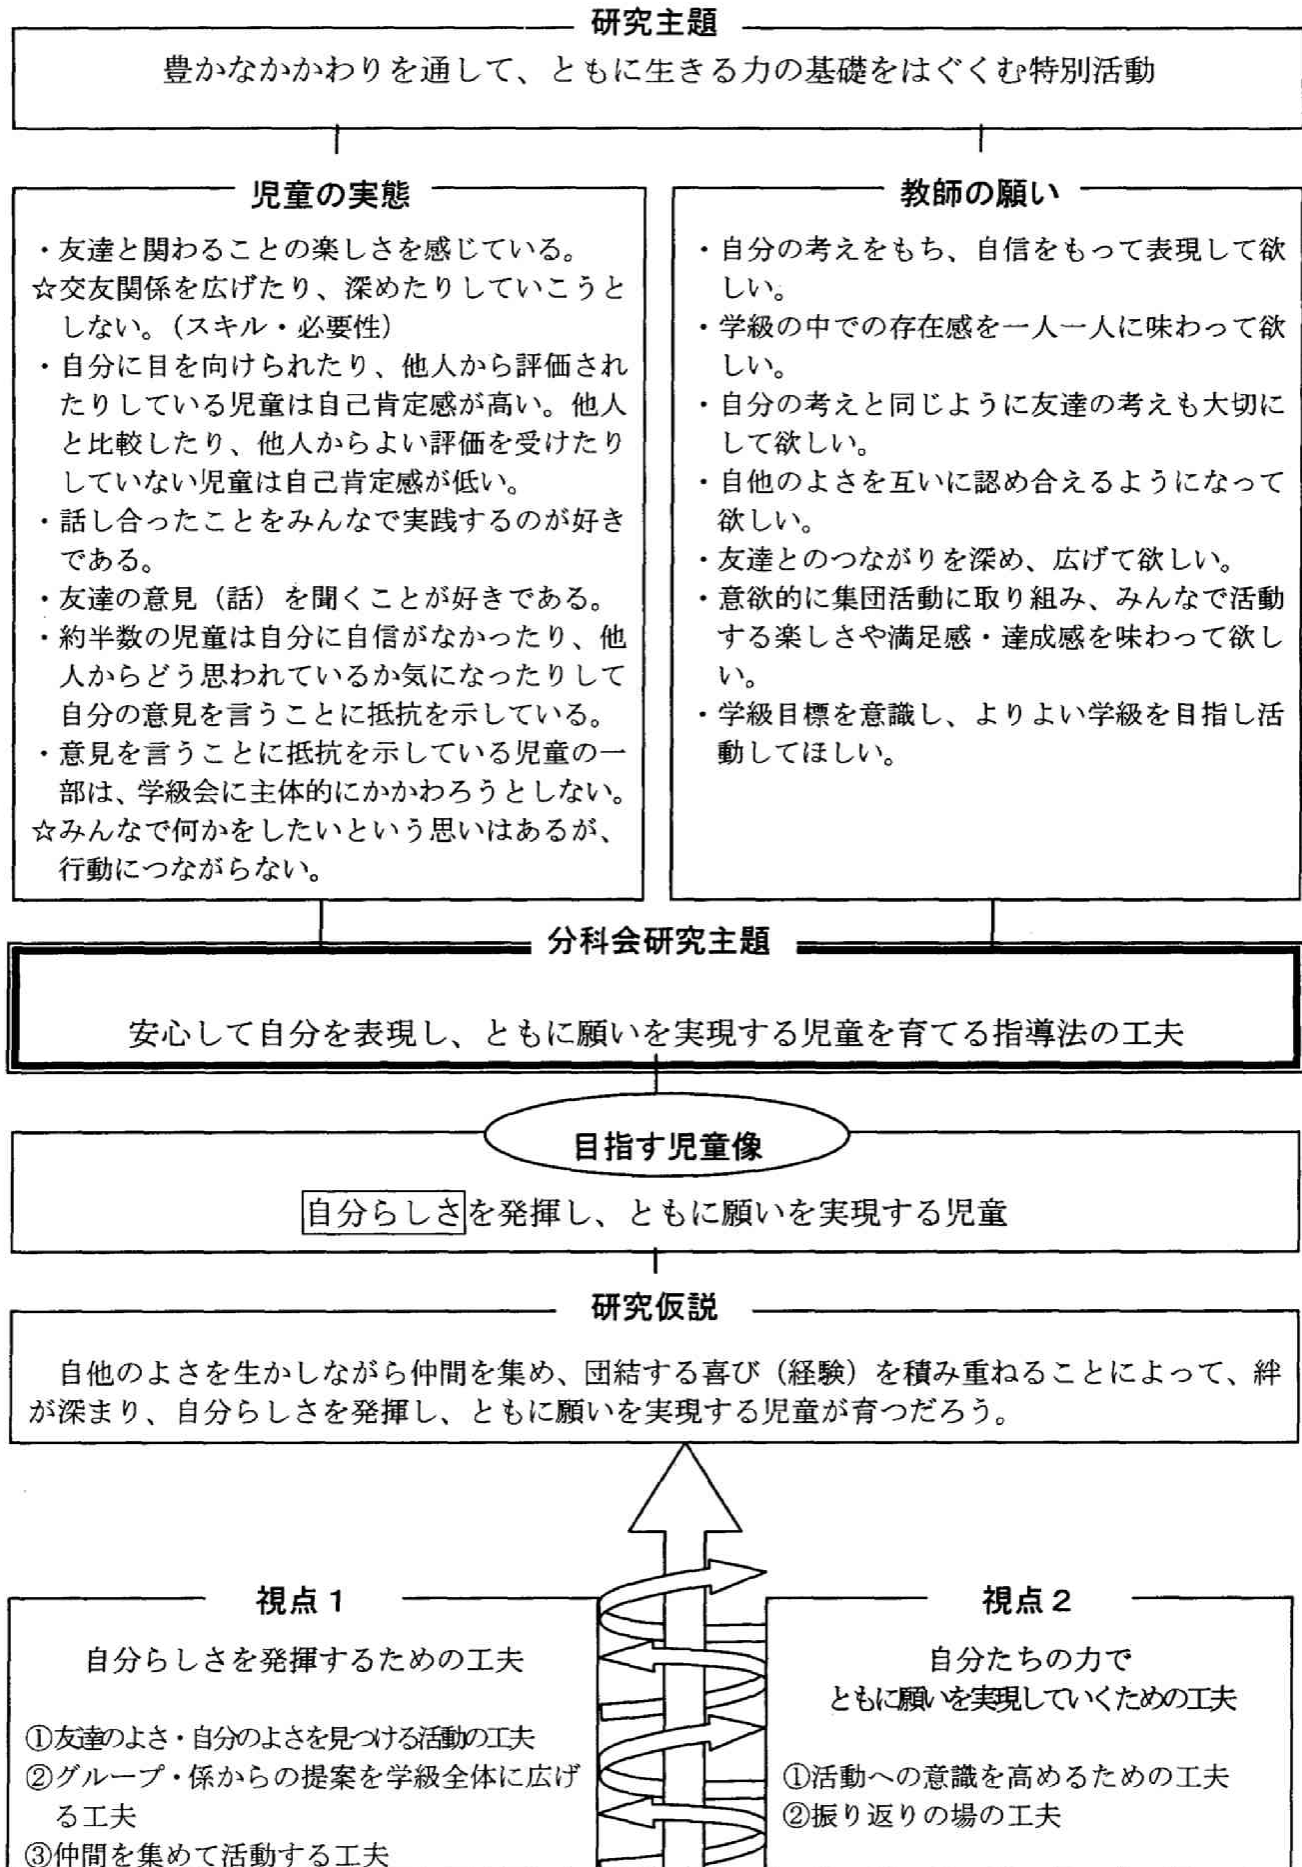 研究主題
豊かなかかわりを通して、ともに生きる力の基礎をはぐくむ特別活動
児童の実態
・友達と関わることの楽しさを感じている。
☆交友関係を広げたり、深めたりしていこうと
しない。（スキル・必要性）
・自分に目を向けられたり、他人から評価され
たりしている児童は自己肯定感が高い。他人
と比較したり、他人からよい評価を受けたり
していない児童は自己肯定感が低い。
・話し合ったことをみんなで実践するのが好き
である。
・友達の意見（話）を聞くことが好きである。
・約半数の児童は自分に自信がなかったり、他
人からどう思われているか気になったりして
自分の意見を言うことに抵抗を示している。
・意見を言うことに抵抗を示している児童の一
部は、学級会に主体的にかかわろうとしない。
☆みんなで何かをしたいという思いはあるが、
行動につながらない。
教師の願い
・自分の考えをもち、自信をもって表現して欲
しい。
・学級の中での存在感を一人一人に味わって欲
しい。
・自分の考えと同じように友達の考えも大切に
して欲しい。
・自他のよさを互いに認め合えるようになって
欲しい。
・友達とのつながりを深め、広げて欲しい。
・意欲的に集団活動に取り組み、みんなで活動
する楽しさや満足感・達成感を味わって欲し
い。
・学級目標を意識し、よりよい学級を目指し活
動してほしい。
分科会研究主題
安心して自分を表現し、ともに願いを実現する児童を育てる指導法の工夫
目指す児童像
自分らしさを発揮し、ともに願いを実現する児童
研究仮説
自他のよさを生かしながら仲間を集め、団結する喜び（経験）を積み重ねることによって、絆
が深まり、自分らしさを発揮し、ともに願いを実現する児童が育つだろう。
視点１
自分らしさを発揮するための工夫
①友達のよさ・自分のよさを見つける活動の工夫
②グループ・係からの提案を学級全体に広げ
る工夫
③仲間を集めて活動する工夫
視点２
自分たちの力で
ともに願いを実現していくための工夫
①活動への意識を高めるための工夫
②振り返りの場の工夫